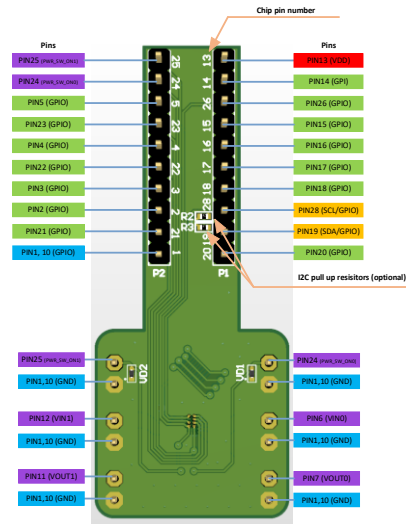 Chip pin number
Pins
Pins
PIN25 (PWR_SW_ON1)
PIN13 (VDD)
PIN24 (PWR_SW_ON0)
PIN14 (GPI)
PIN5 (GPIO)
PIN26 (GPIO)
PIN23 (GPIO)
PIN15 (GPIO)
PIN4 (GPIO)
PIN16 (GPIO)
PIN22 (GPIO)
PIN17 (GPIO)
PIN3 (GPIO)
PIN18 (GPIO)
PIN2 (GPIO)
PIN28 (SCL/GPIO)
PIN21 (GPIO)
PIN19 (SDA/GPIO)
PIN1, 10 (GPIO)
PIN20 (GPIO)
25
13
24
14
5
26
23
15
4
16
22
17
3
18
2
28
R2
21
19
R3
1
20
P2
P1
I2C pull up resisitors (optional)
PIN25 (PWR_SW_ON1)
PIN24 (PWR_SW_ON0)
PIN1,10 (GND)
PIN1,10 (GND)
VO2
VO1
PIN12 (VIN1)
PIN6 (VIN0)
PIN1,10 (GND)
PIN1,10 (GND)
PIN11 (VOUT1)
PIN7 (VOUT0)
PIN1,10 (GND)
PIN1,10 (GND)